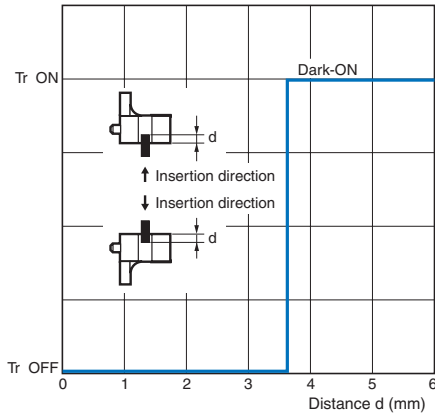 Tr ON
Dark-ON
d
Insertion direction
Insertion direction
d
Tr OFF
0 1 2 3 4 5 6
Distance d (mm)